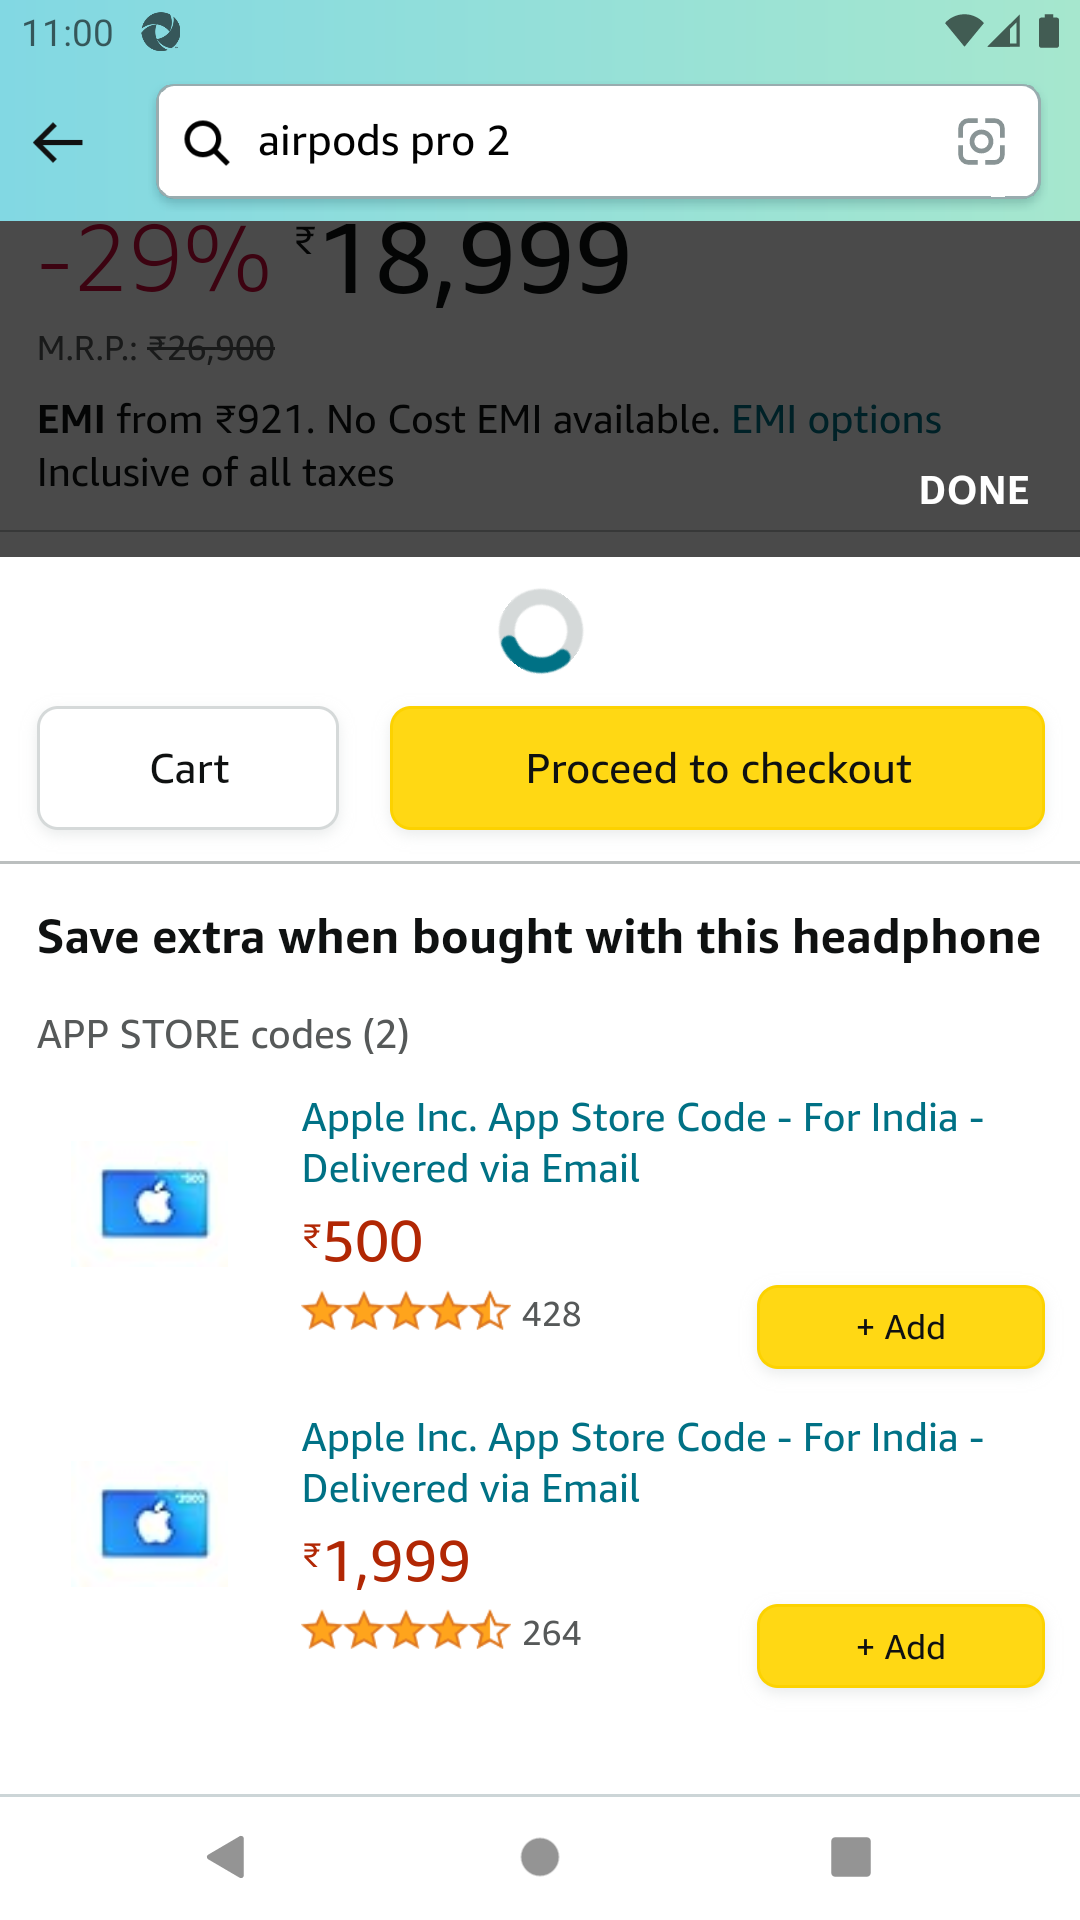 11:00
airpods pro 2
-29% ₹18,999
M.R.P.: ₹26,900
EMI from ₹921. No Cost EMI available. EMI options
Inclusive of all taxes
DONE
Cart
Proceed to checkout
Save extra when bought with this headphone
APP STORE codes (2)
Apple Inc. App Store Code - For India -
Delivered via Email
₹500
428
+ Add
Apple Inc. App Store Code - For India -
Delivered via Email
₹1,999
264
+ Add